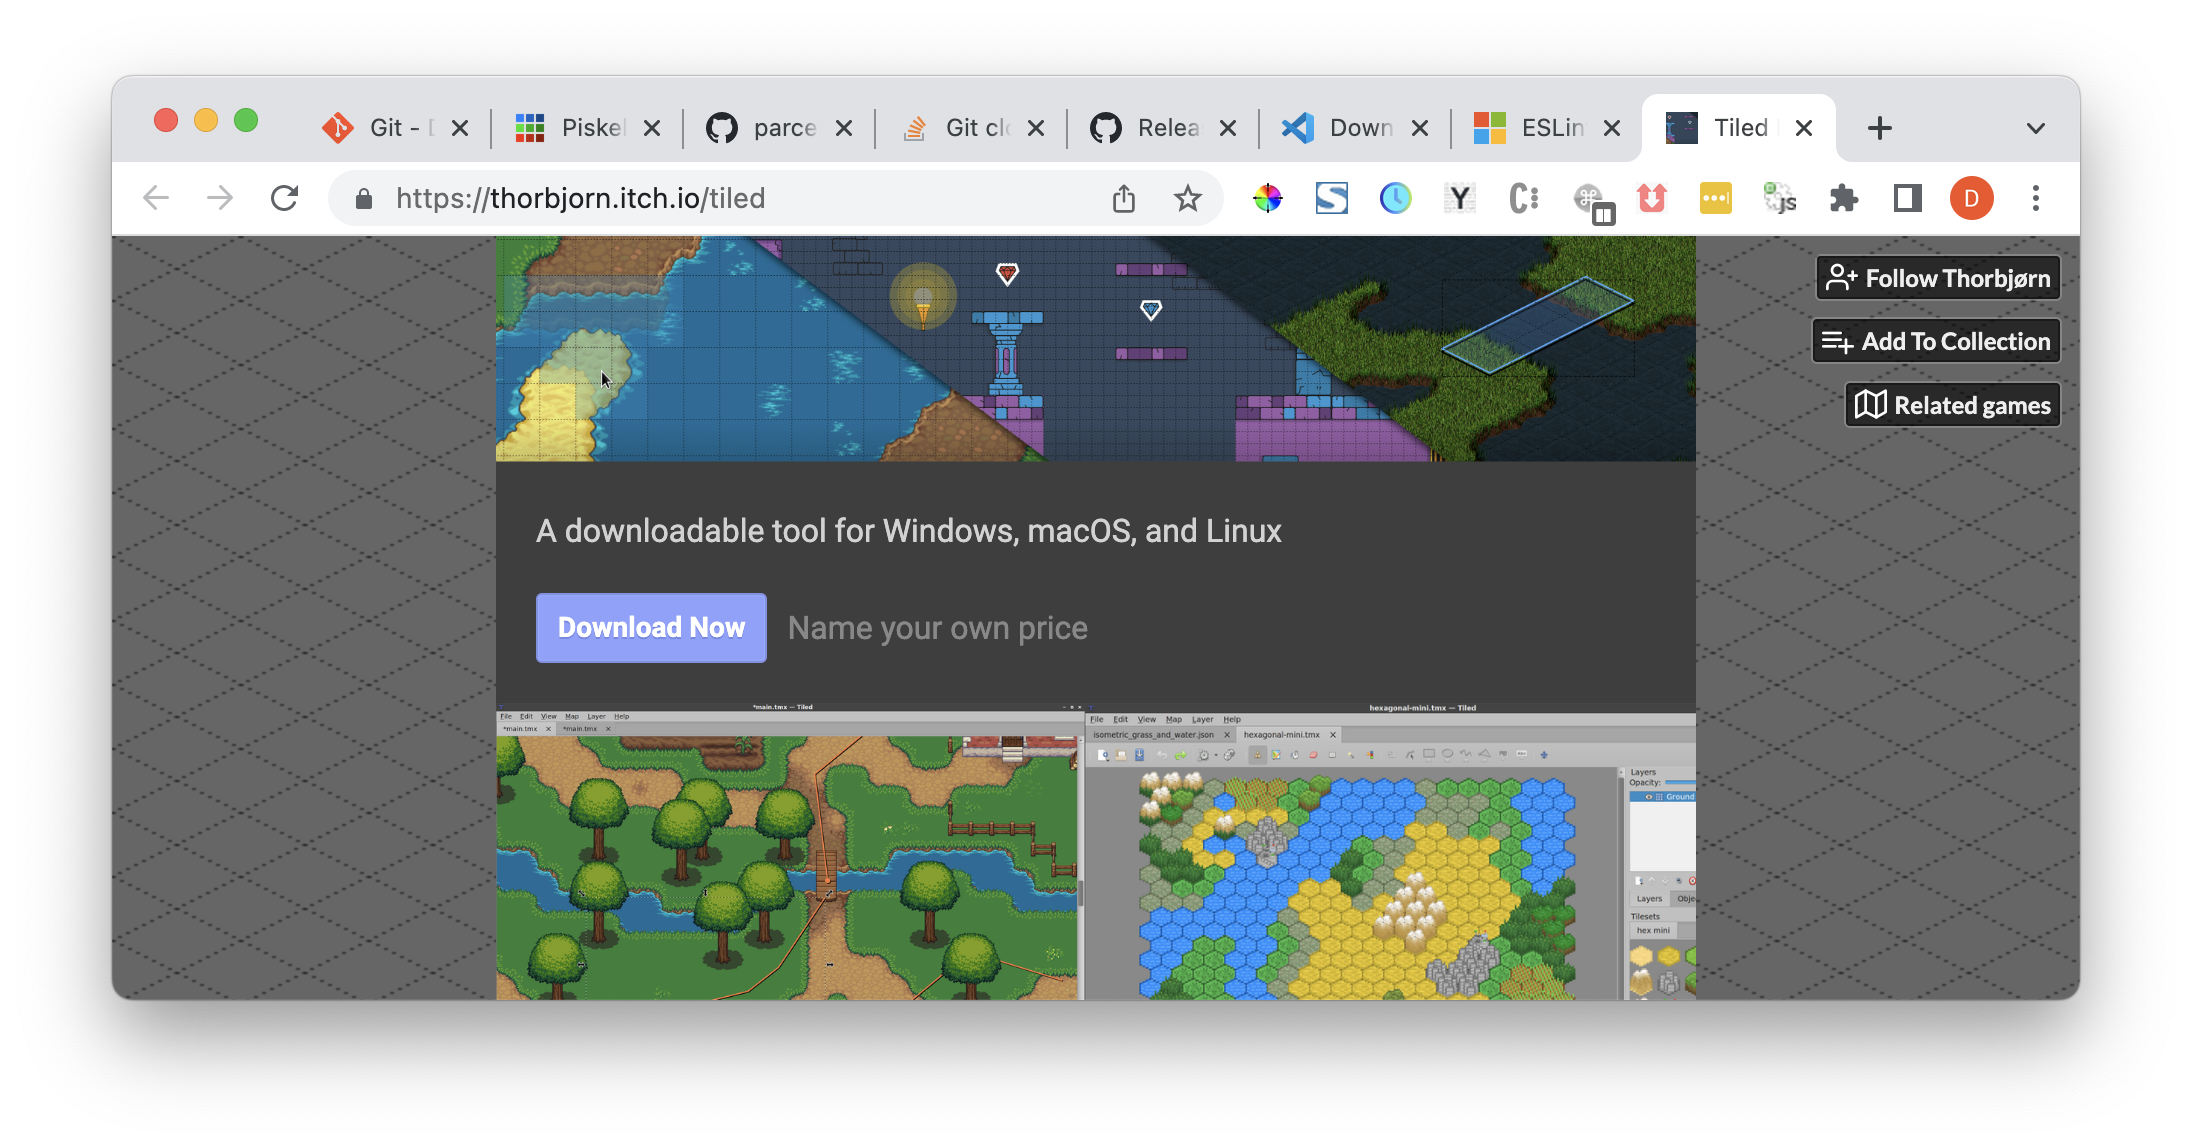 Git - Piske parce Git clo Relea Down ESLin Tiled
https://thorbjorn.itch.io/tiled
Y C: js D
Follow Thorbjørn
Add To Collection
Related games
A downloadable tool for Windows, macOS, and Linux
Download Now Name your own price
*main.tmx — Tiled
File Edit View Map Layer Help
*main.tmx *main.tmx
hexagonal-mini.tmx — Tiled
File Edit View Map Layer Help
isometric_grass_and_water.json hexagonal-mini.tmx
Layers
Opacity:
Ground
Layers Obje
Tilesets
hex mini